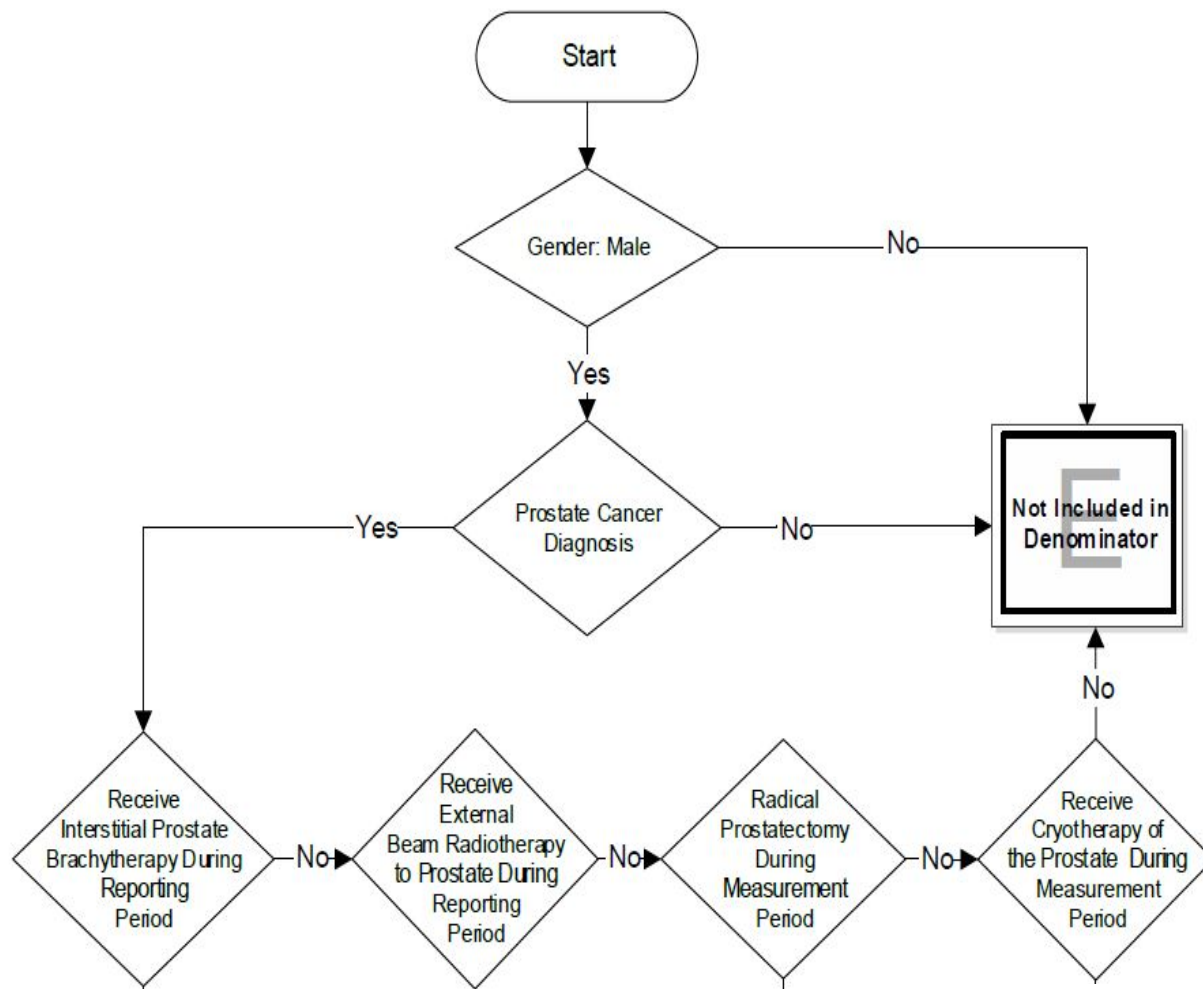 Start
Gender: Male
No
Yes
Prostate Cancer
Diagnosis
Yes
No
E
Not Included in
Denominator
No
Receive
Interstitial Prostate
Brachytherapy During
Reporting
Period
No
Receive
External
Beam Radiotherapy
to Prostate During
Reporting
Period
No
Radical
Prostatectomy
During
Measurement
Period
No
Receive
Cryotherapy of
the Prostate During
Measurement
Period